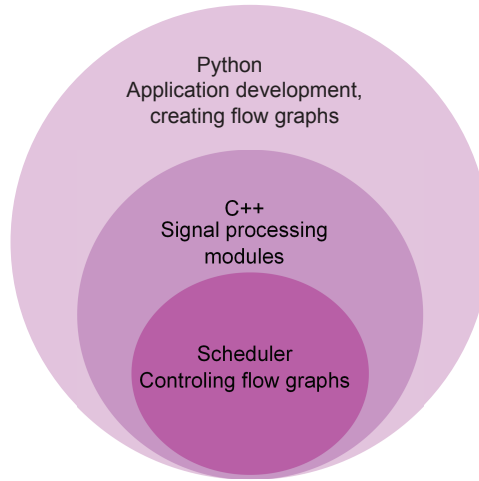 Python
Application development,
creating flow graphs
C++
Signal processing
modules
Scheduler
Controling flow graphs